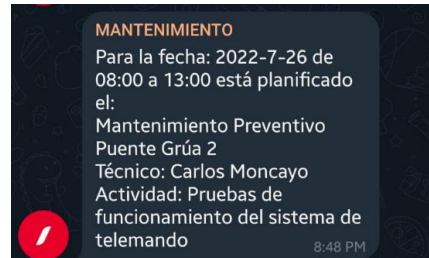 MANTENIMIENTO
Para la fecha: 2022-7-26 de
08:00 a 13:00 está planificado
el:
Mantenimiento Preventivo
Puente Grúa 2
Técnico: Carlos Moncayo
Actividad: Pruebas de
funcionamiento del sistema de
telemando
8:48 PM